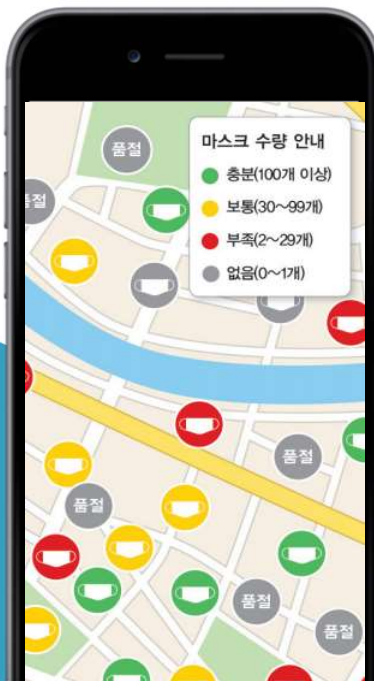 마스크 수량 안내
충분(100개 이상)
보통(30~99개)
부족(2~29개)
없음(0~1개)
품절
품절
품절
품절
품절
품절